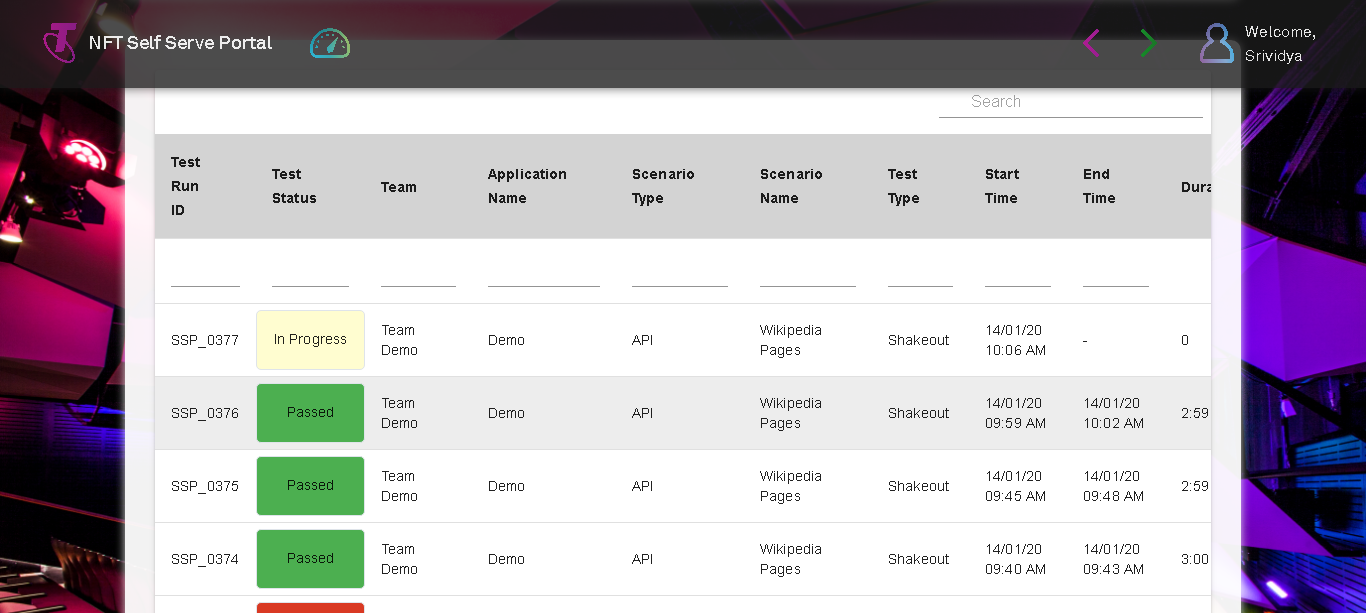 NFT Self Serve Portal
Welcome,
Srividya
Search
Test
Run
ID
Test
Status
Team
Application
Name
Scenario
Type
Scenario
Name
Test
Type
Start
Time
End
Time
Dura
SSP_0377
In Progress
Team
Demo
Demo
API
Wikipedia
Pages
Shakeout
14/01/20
10:06 AM
-
0
SSP_0376
Passed
Team
Demo
Demo
API
Wikipedia
Pages
Shakeout
14/01/20
09:59 AM
14/01/20
10:02 AM
2:59
SSP_0375
Passed
Team
Demo
Demo
API
Wikipedia
Pages
Shakeout
14/01/20
09:45 AM
14/01/20
09:48 AM
2:59
SSP_0374
Passed
Team
Demo
Demo
API
Wikipedia
Pages
Shakeout
14/01/20
09:40 AM
14/01/20
09:43 AM
3:00